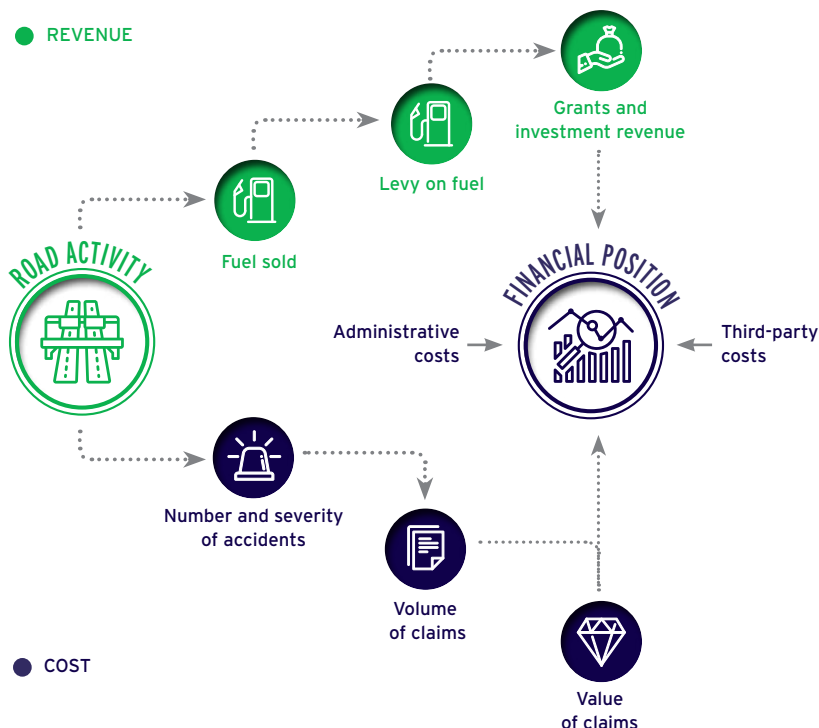 REVENUE
Grants and
investment revenue
Levy on fuel
Fuel sold
ROAD ACTIVITY
FINANCIAL POSITION
Administrative
costs
Third-party
costs
Number and severity
of accidents
Volume
of claims
COST
Value
of claims